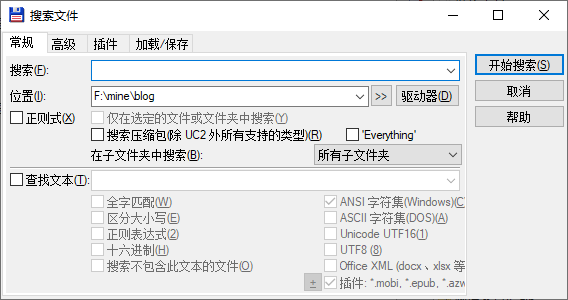 搜索文件
常规 高级 插件 加载/保存
搜索(F): 开始搜索(S)
位置(I): F:\mine\blog >> 驱动器(D) 取消
正则式(X) 仅在选定的文件或文件夹中搜索(Y) 帮助
搜索压缩包(除 UC2 外所有支持的类型)(R) 'Everything'
在子文件夹中搜索(B): 所有子文件夹
查找文本(T):
全字匹配(W) ANSI 字符集(Windows)(C
区分大小写(E) ASCII 字符集(DOS)(A)
正则表达式(2) Unicode UTF16(1)
十六进制(H) UTF8 (8)
搜索不包含此文本的文件(O) Office XML (docx、xlsx 等
± 插件: *.mobi, *.epub, *.azw